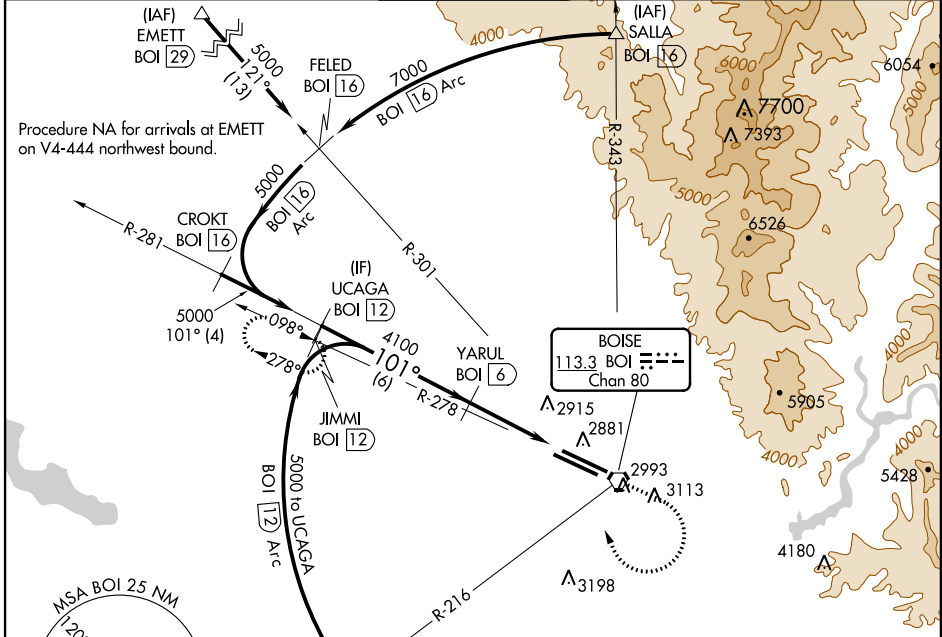 (IAF)
EMETT
BOI 29
5000
121°
(13)
FELED
BOI 16
7000
BOI 16 Arc
4000
(IAF)
SALLA
BOI 16
6000
6054
5000
7700
7393
Procedure NA for arrivals at EMETT
on V4-444 northwest bound.
R-343
5000
BOI 16
Arc
5000
CROKT
BOI 16
R-281
R-301
6526
(IF)
UCAGA
BOI 12
5000
101° (4)
098°
278°
4100
101°
(6)
R-278
YARUL
BOI 6
BOISE
113.3 BOI
Chan 80
4000
JIMMI
BOI 12
2915
2881
5905
4000
4000
5000 to UCAGA
BOI 12 Arc
2993
3113
5428
4180
3198
R-216
MSA BOI 25 NM